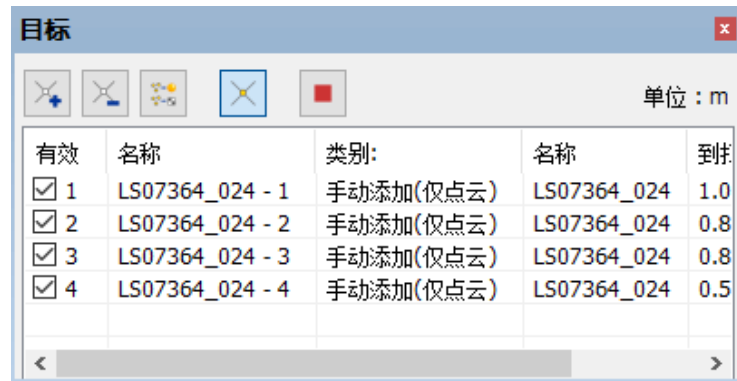 目标
单位：m
有效 名称 类别: 名称
1 LS07364_024 - 1 手动添加(仅点云) LS07364_024 1.0
2 LS07364_024 - 2 手动添加(仅点云) LS07364_024 0.8
3 LS07364_024 - 3 手动添加(仅点云) LS07364_024 0.8
4 LS07364_024 - 4 手动添加(仅点云) LS07364_024 0.5